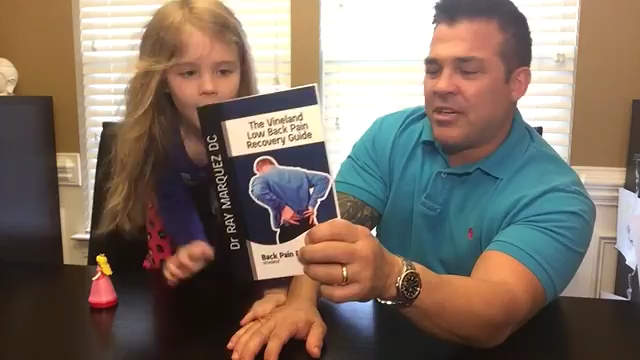 The Vineland
Low Back Pain
Recovery Guide
Dr RAY MARQUEZ DC
Back Pain